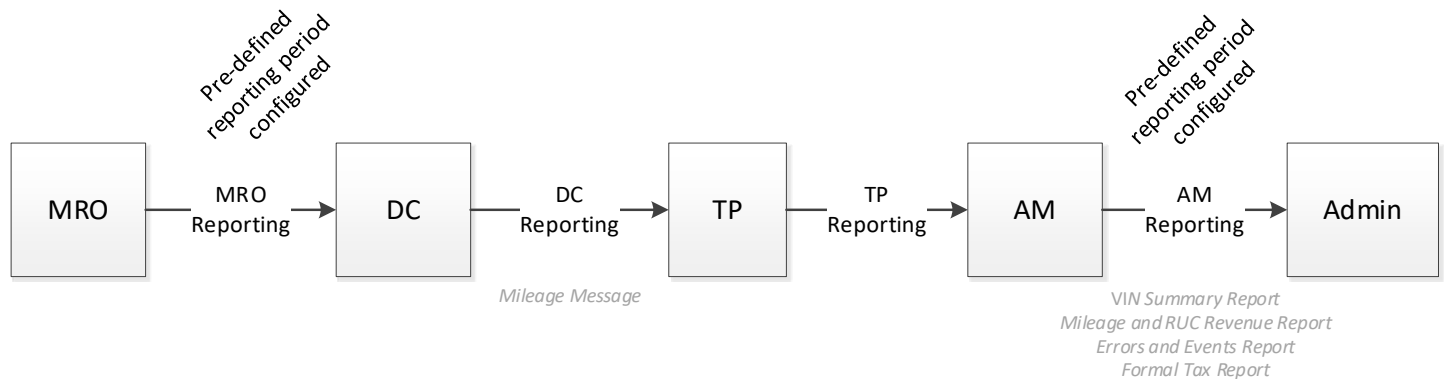 Pre-defined
reporting period
configured
Pre-defined
reporting period
configured
MRO
MRO
Reporting
DC
DC
Reporting
TP
TP
Reporting
AM
AM
Reporting
Admin
Mileage Message
VIN Summary Report
Mileage and RUC Revenue Report
Errors and Events Report
Formal Tax Report